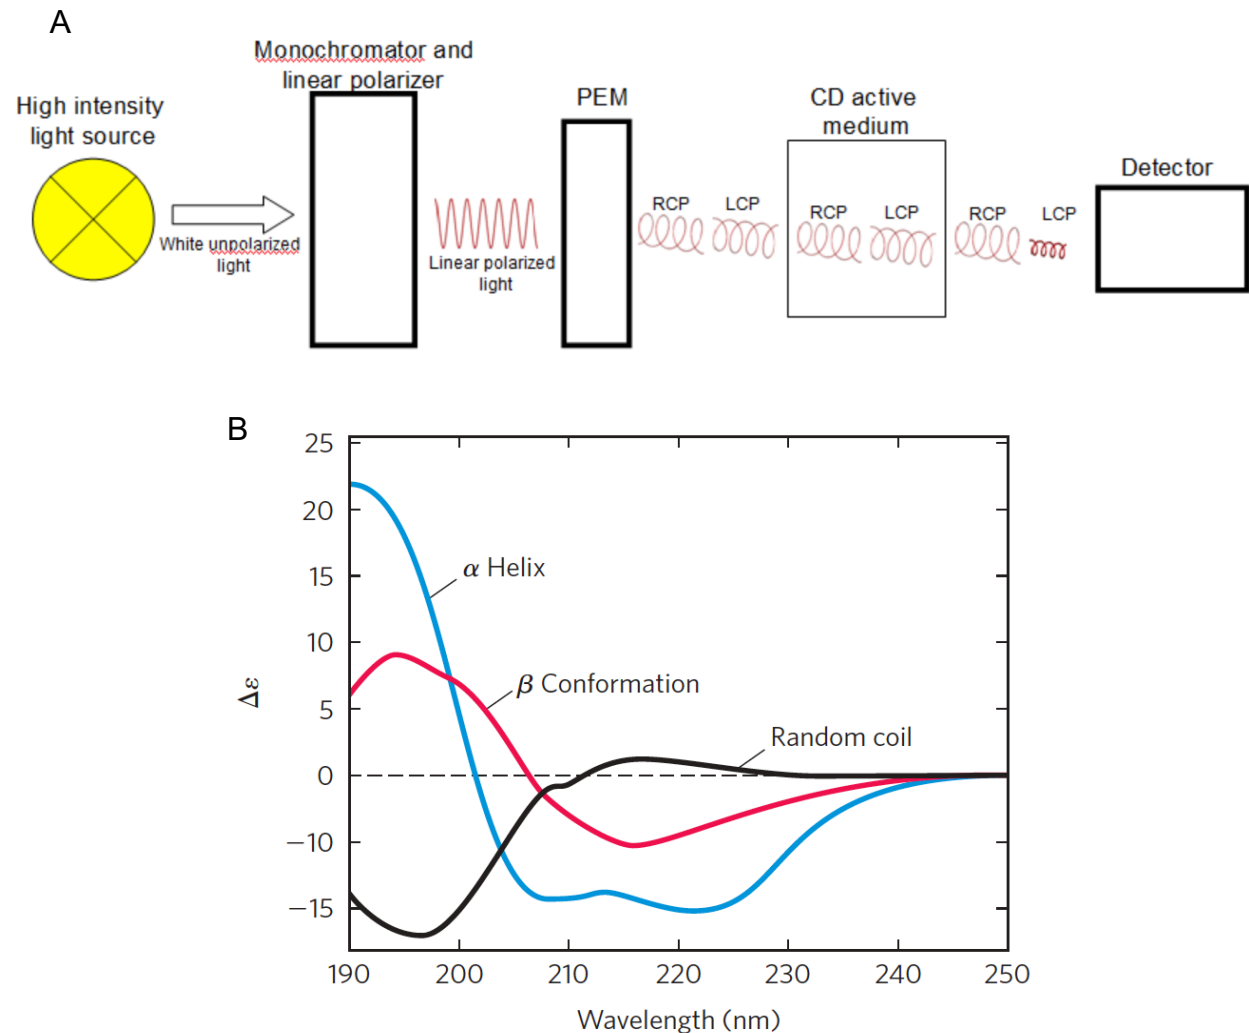 A
Monochromator and
linear polarizer
High intensity
light source
PEM
CD active
medium
Detector
White unpolarized
light
Linear polarized
light
RCP LCP
RCP LCP
RCP LCP
B
25
20
15
10
5
0
−10
−15
Δε
α Helix
β Conformation
Random coil
190 200 210 220 230 240 250
Wavelength (nm)